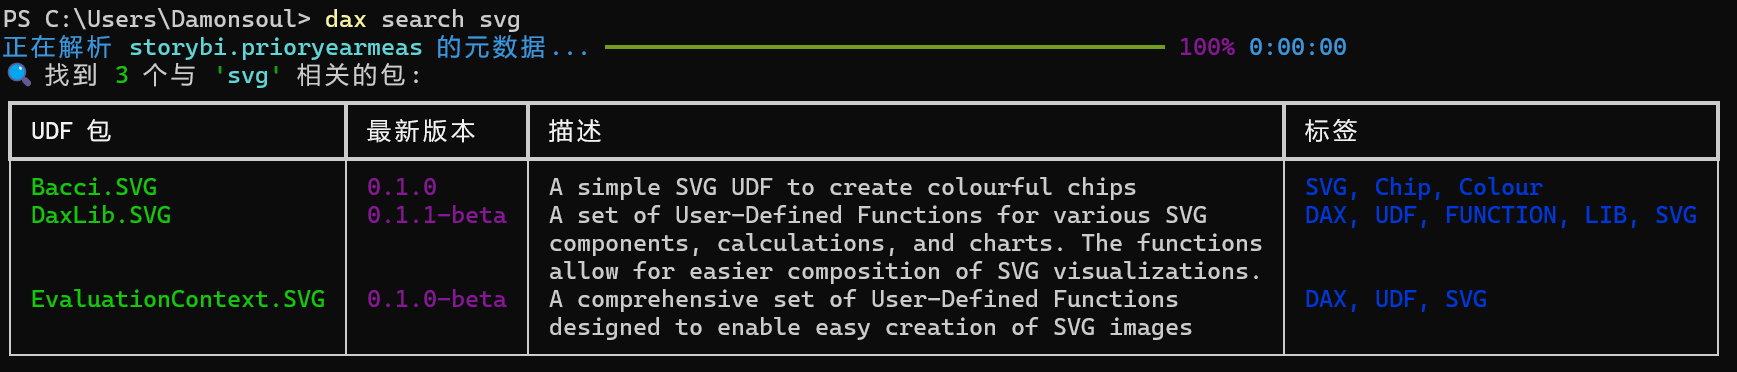 PS C:\Users\Damonsoul> dax search svg
正在解析 storybi.prioryearmeas 的元数据... 100% 0:00:00
找到 3 个与 'svg' 相关的包:
UDF 包 最新版本 描述 标签
Bacci.SVG 0.1.0 A simple SVG UDF to create colourful chips SVG, Chip, Colour
DaxLib.SVG 0.1.1-beta A set of User-Defined Functions for various SVG DAX, UDF, FUNCTION, LIB, SVG
components, calculations, and charts. The functions
allow for easier composition of SVG visualizations.
EvaluationContext.SVG 0.1.0-beta A comprehensive set of User-Defined Functions DAX, UDF, SVG
designed to enable easy creation of SVG images